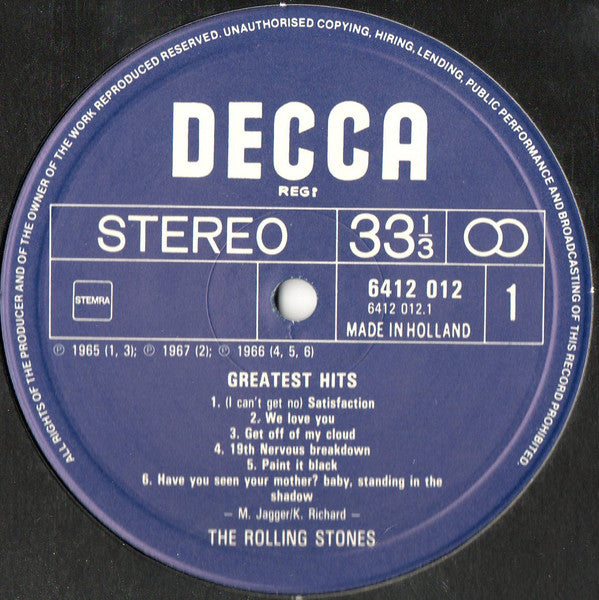 ALL RIGHTS OF THE PRODUCER AND OF THE OWNER OF THE WORK REPRODUCED RESERVED. UNAUTHORISED COPYING, HIRING, LENDING, PUBLIC PERFORMANCE AND BROADCASTING OF THIS RECORD PROHIBITED.
DECCA
REGᵈ
STEREO 33⅓
STEMRA
6412 012
6412 012.1
MADE IN HOLLAND
1
℗ 1965 (1, 3); ℗ 1967 (2); ℗ 1966 (4, 5, 6)
GREATEST HITS
1. (I can't get no) Satisfaction
2. We love you
3. Get off of my cloud
4. 19th Nervous breakdown
5. Paint it black
6. Have you seen your mother? baby, standing in the
shadow
— M. Jagger/K. Richard —
THE ROLLING STONES